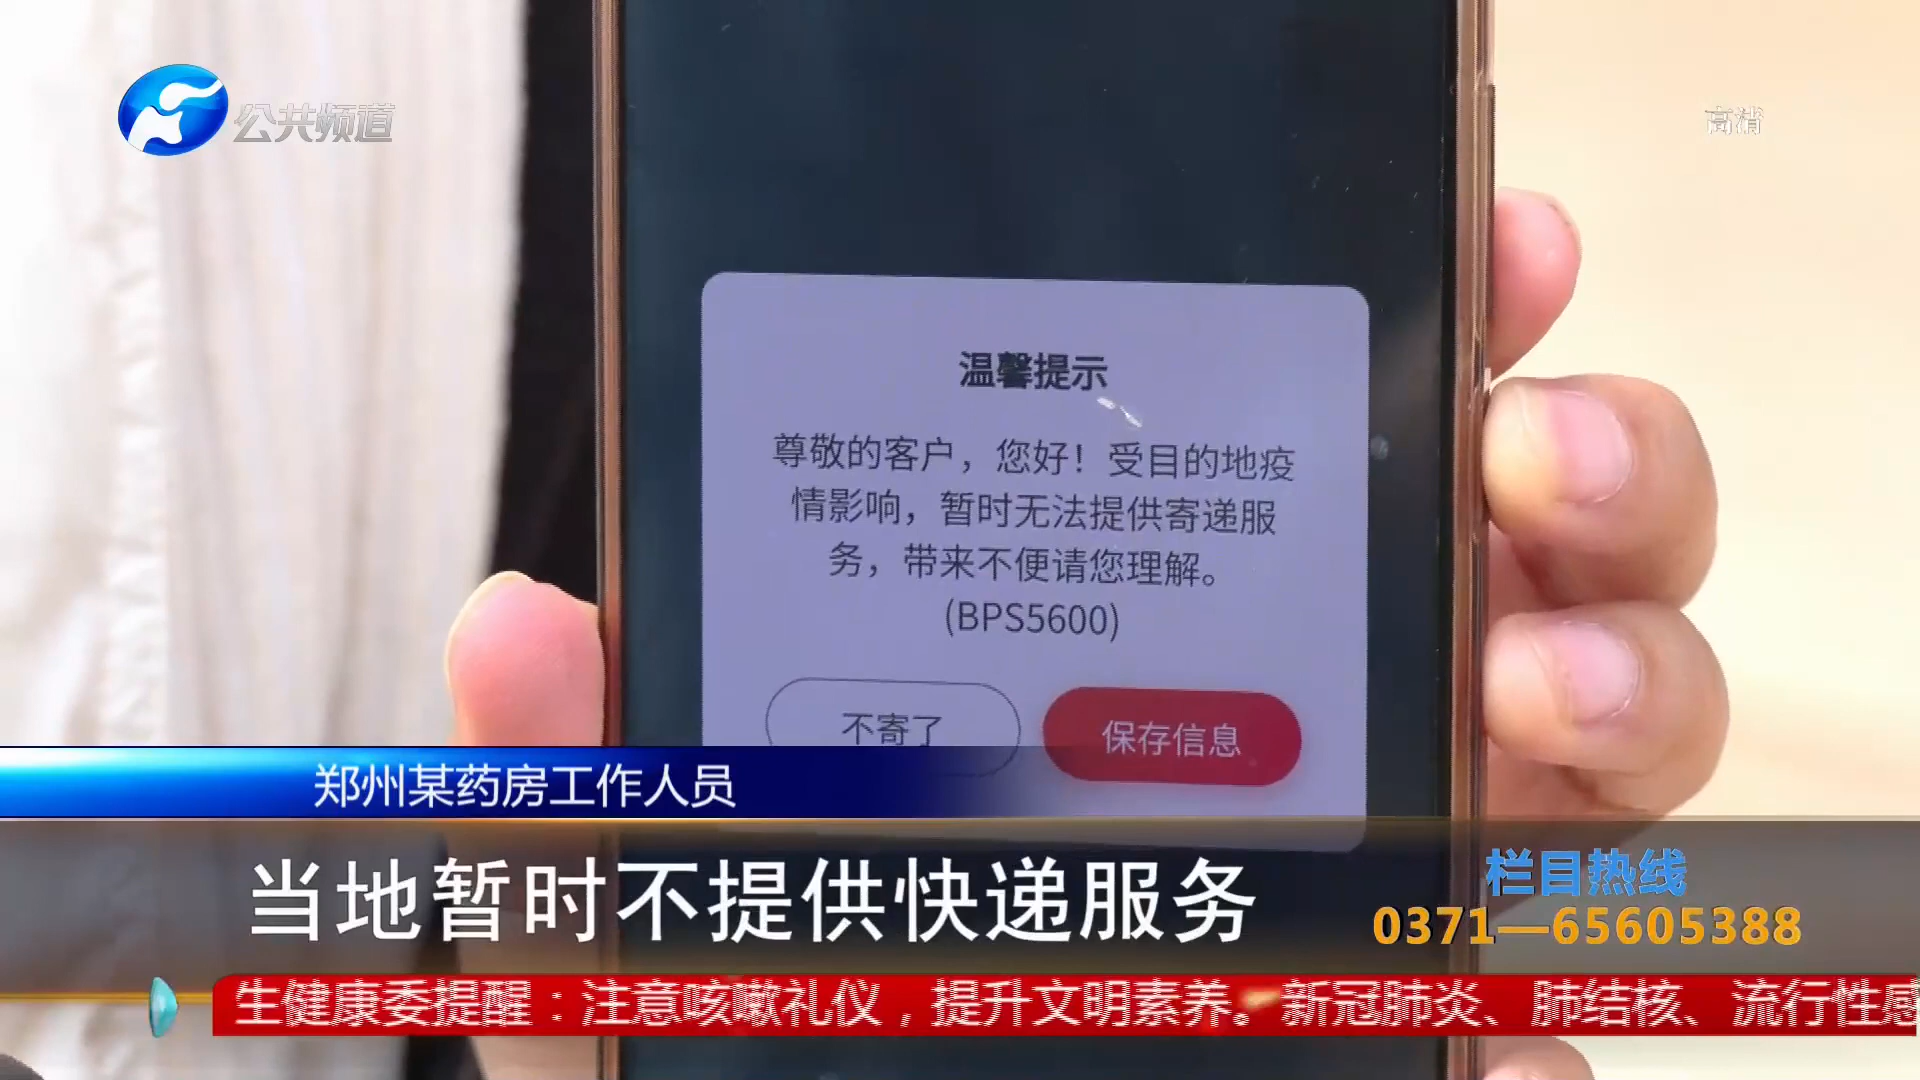 公共频道
高清
温馨提示
尊敬的客户，您好！受目的地疫
情影响，暂时无法提供寄递服
务，带来不便请您理解。
(BPS5600)
不寄了
保存信息
郑州某药房工作人员
当地暂时不提供快递服务
栏目热线
0371—65605388
生健康委提醒：注意咳嗽礼仪，提升文明素养。新冠肺炎、肺结核、流行性感